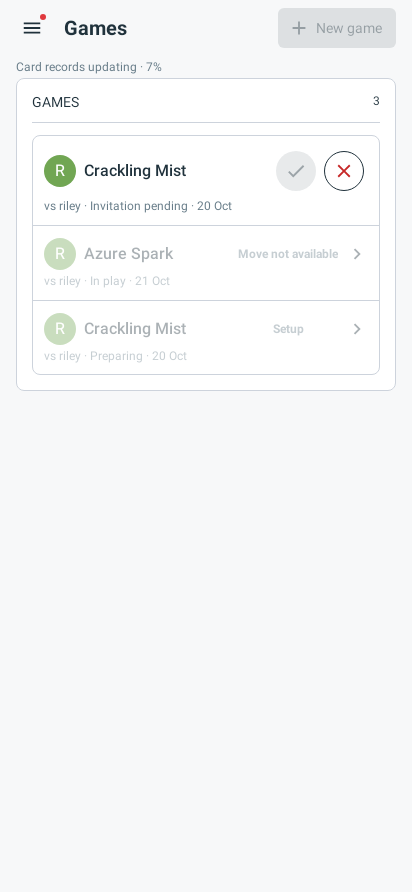 Games
New game
Card records updating · 7%
GAMES
3
R
Crackling Mist
vs riley · Invitation pending · 20 Oct
R
Azure Spark
Move not available
vs riley · In play · 21 Oct
R
Crackling Mist
Setup
vs riley · Preparing · 20 Oct